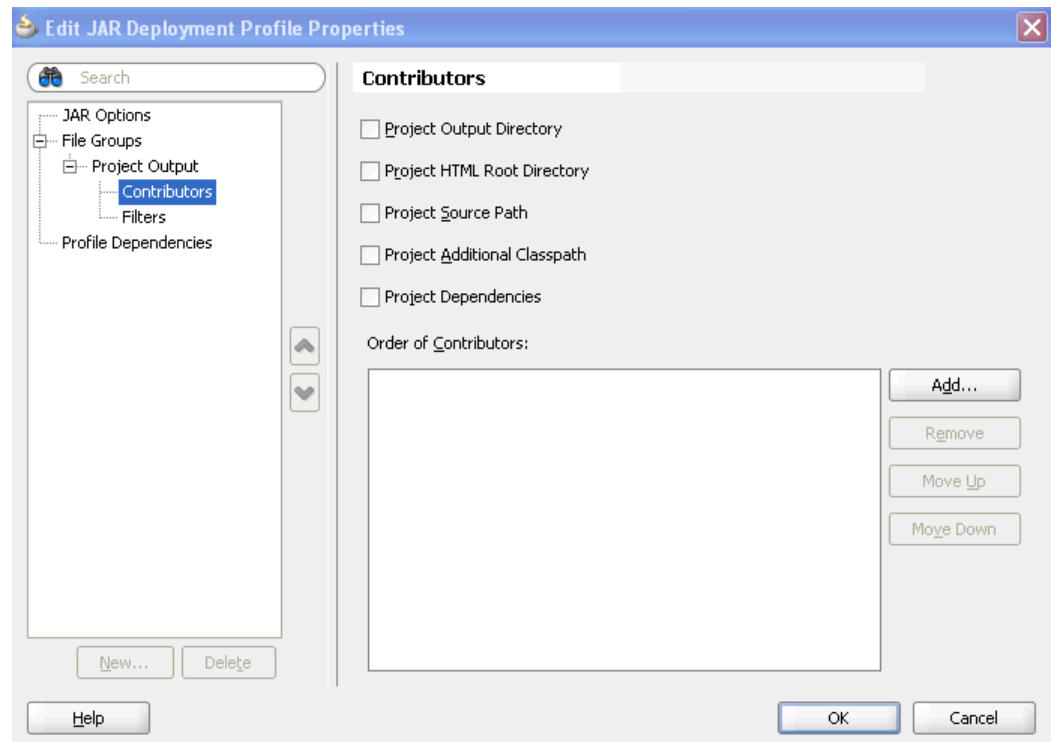 Edit JAR Deployment Profile Properties
Search
JAR Options
File Groups
Project Output
Contributors
Filters
Profile Dependencies
New...
Delete
Contributors
Project Output Directory
Project HTML Root Directory
Project Source Path
Project Additional Classpath
Project Dependencies
Order of Contributors:
Add...
Remove
Move Up
Move Down
Help
OK
Cancel